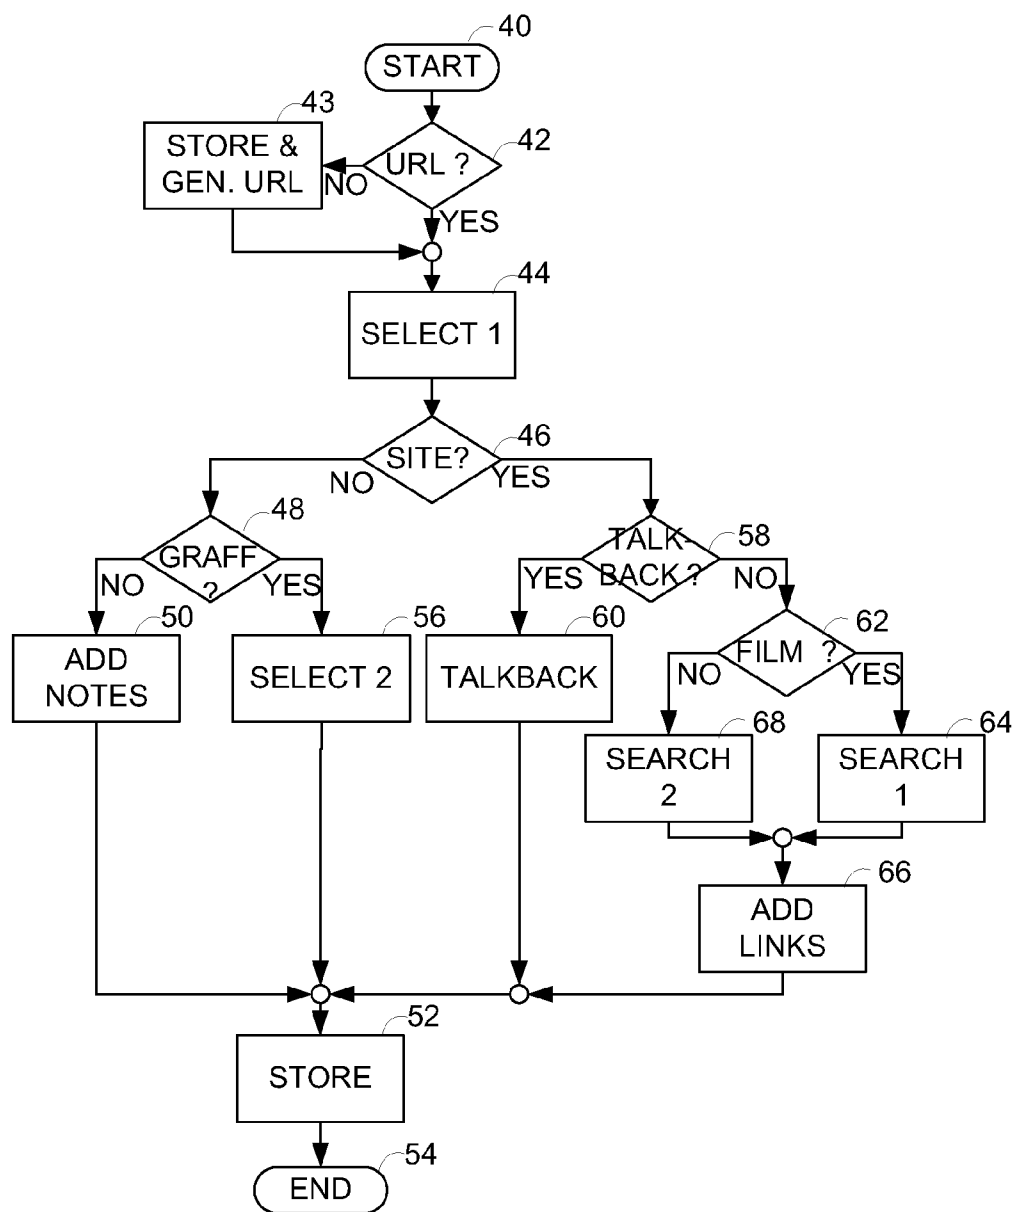 40
START
43
STORE &
GEN. URL
42
URL ?
NO
YES
44
SELECT 1
46
SITE?
NO
YES
48
GRAFF
?
NO
YES
58
TALK-
BACK ?
YES
NO
50
ADD
NOTES
56
SELECT 2
60
TALKBACK
62
FILM ?
NO
YES
68
SEARCH
2
64
SEARCH
1
66
ADD
LINKS
52
STORE
54
END